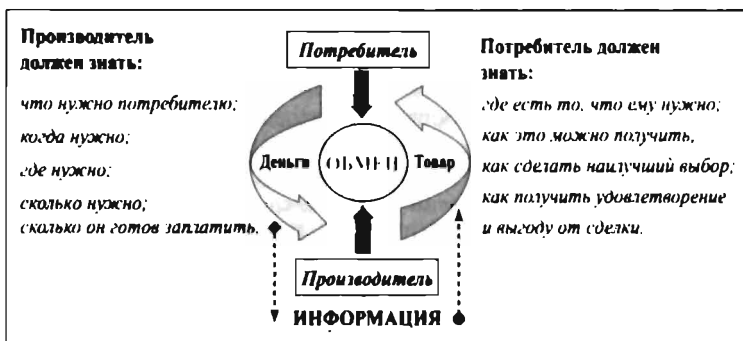 Производитель
должен знать:
что нужно потребителю;
когда нужно;
где нужно;
сколько нужно;
сколько он готов заплатить.
Потребитель
Деньги
ОБМЕН
Товар
Производитель
ИНФОРМАЦИЯ
Потребитель должен
знать:
где есть то, что ему нужно;
как это можно получить,
как сделать наилучший выбор;
как получить удовлетворение
и выгоду от сделки.